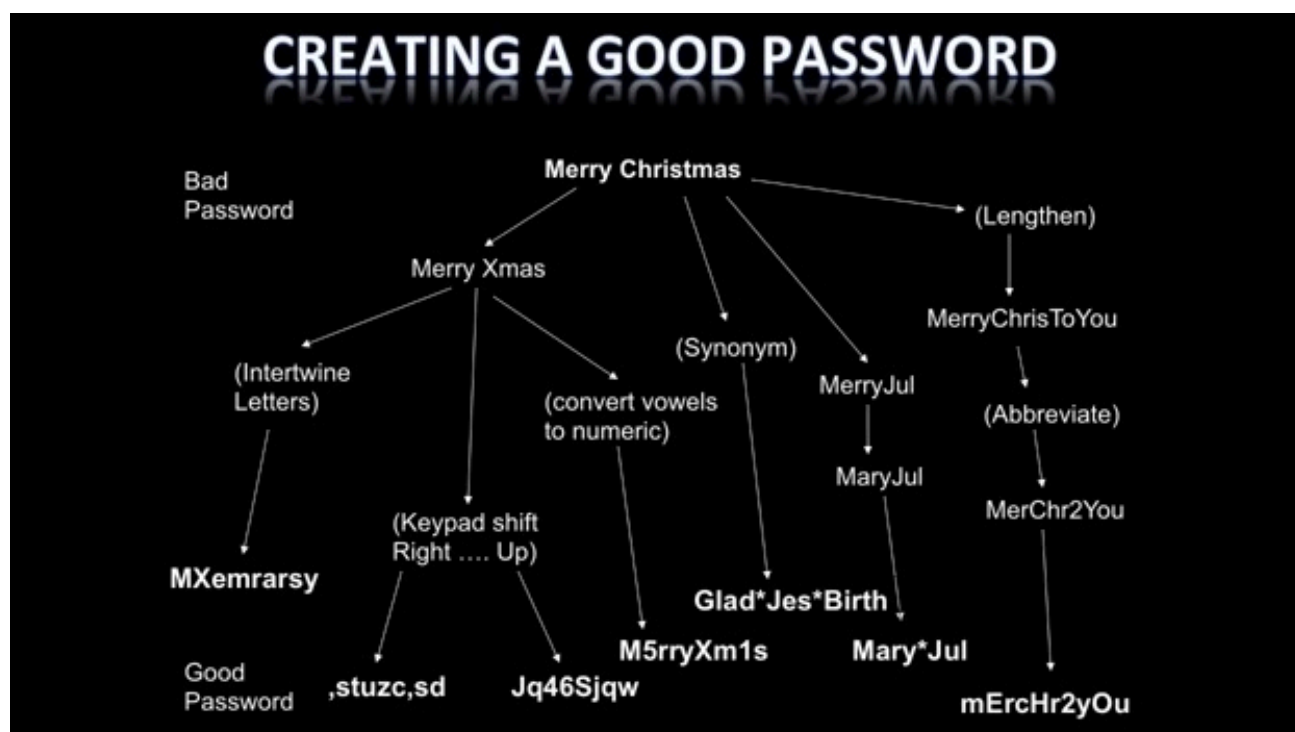 CREATING A GOOD PASSWORD
Merry Christmas
Bad
Password
(Lengthen)
Merry Xmas
MerryChrisToYou
(Synonym)
(Intertwine
Letters)
MerryJul
(convert vowels
to numeric)
(Abbreviate)
MaryJul
MerChr2You
(Keypad shift
Right .... Up)
MXemrarsy
Glad*Jes*Birth
M5rryXm1s
Mary*Jul
Good
Password
,stuzc,sd
Jq46Sjqw
mErcHr2yOu